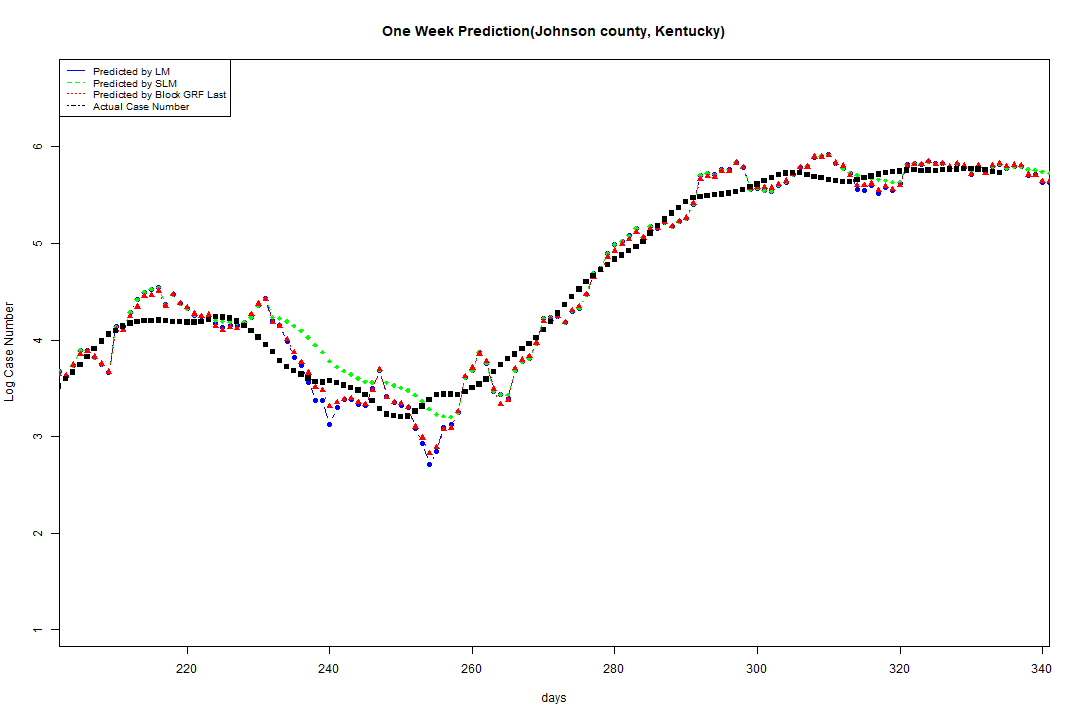 One Week Prediction(Johnson county, Kentucky)
Predicted by LM
Predicted by SLM
Predicted by Block GRF Last
Actual Case Number
Log Case Number
6
5
4
3
2
1
220 240 260 280 300 320 340
days